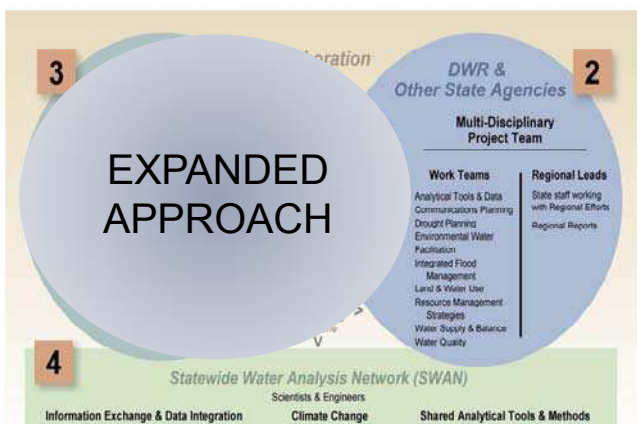 3
EXPANDED
APPROACH
2
DWR &
Other State Agencies
Multi-Disciplinary
Project Team
Work Teams
Analytical Tools & Data
Communications Planning
Drought Planning
Environmental Water
Facilitation
Integrated Flood
Management
Land & Water Use
Resource Management
Strategies
Water Supply & Balance
Water Quality
Regional Leads
State staff working
with Regional Efforts
Regional Reports
4
Statewide Water Analysis Network (SWAN)
Scientists & Engineers
Information Exchange & Data Integration
Climate Change
Shared Analytical Tools & Methods